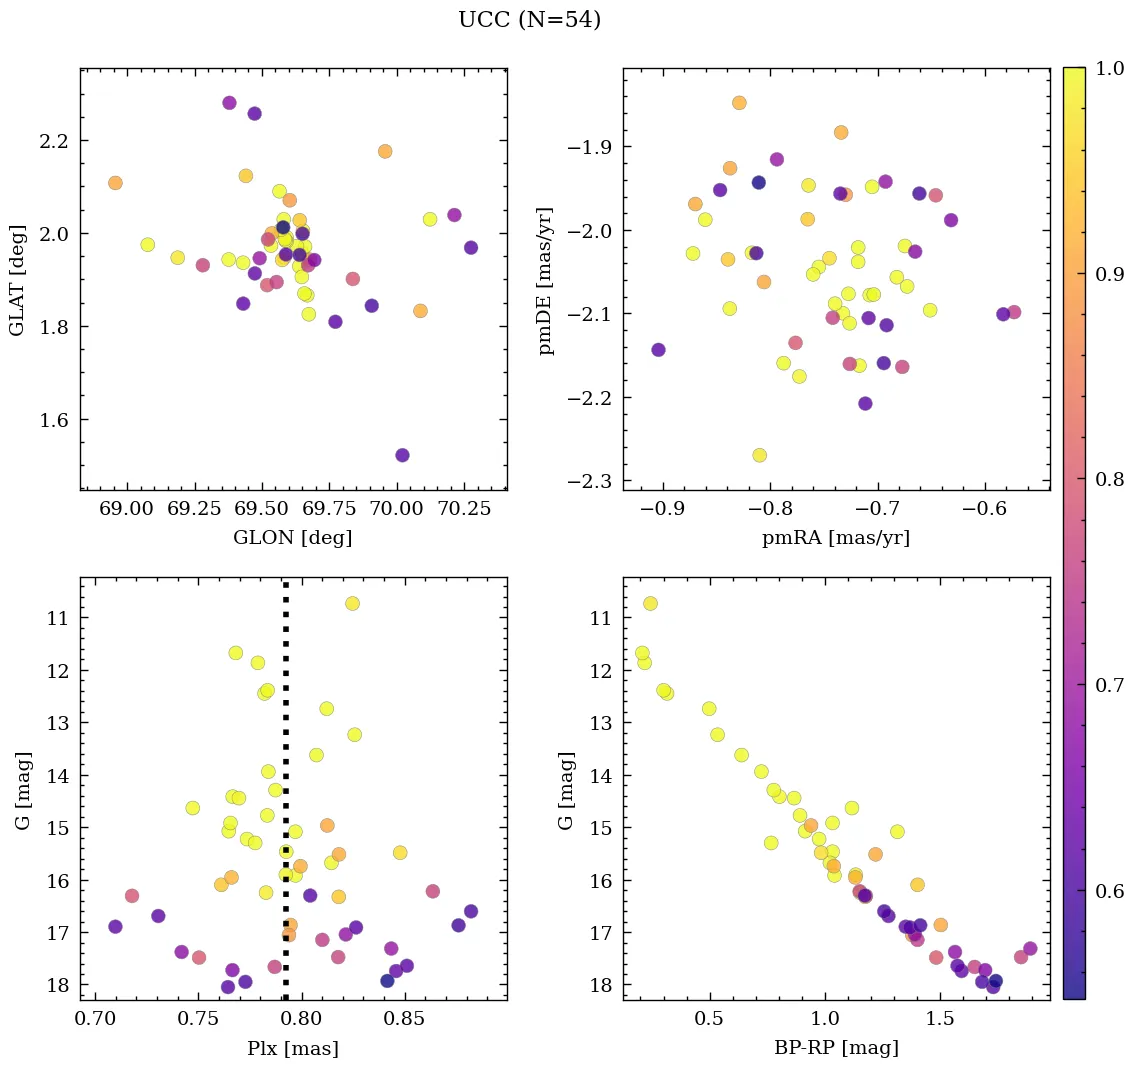 UCC (N=54)
2.2
2.0
1.8
1.6
GLAT [deg]
69.00 69.25 69.50 69.75 70.00 70.25
GLON [deg]
−1.9
−2.0
−2.1
−2.2
−2.3
pmDE [mas/yr]
−0.9 −0.8 −0.7 −0.6
pmRA [mas/yr]
1.0
0.9
0.8
0.7
0.6
11
12
13
14
15
16
17
18
G [mag]
0.70 0.75 0.80 0.85
Plx [mas]
11
12
13
14
15
16
17
18
G [mag]
0.5 1.0 1.5
BP-RP [mag]